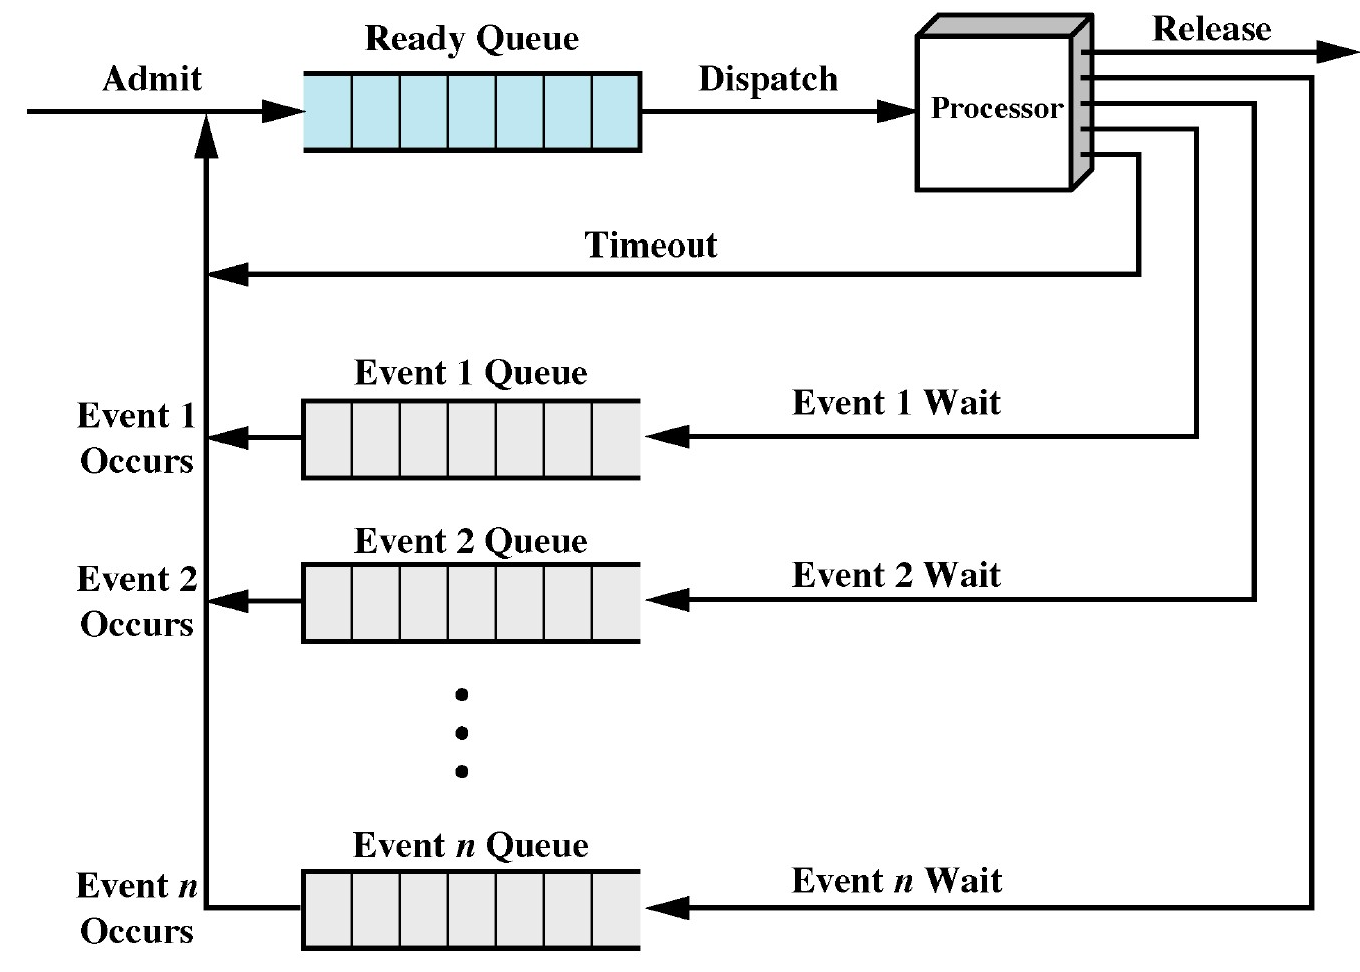 Ready Queue
Release
Admit
Dispatch
Processor
Timeout
Event 1 Queue
Event 1
Occurs
Event 1 Wait
Event 2 Queue
Event 2
Occurs
Event 2 Wait
Event n Queue
Event n
Occurs
Event n Wait